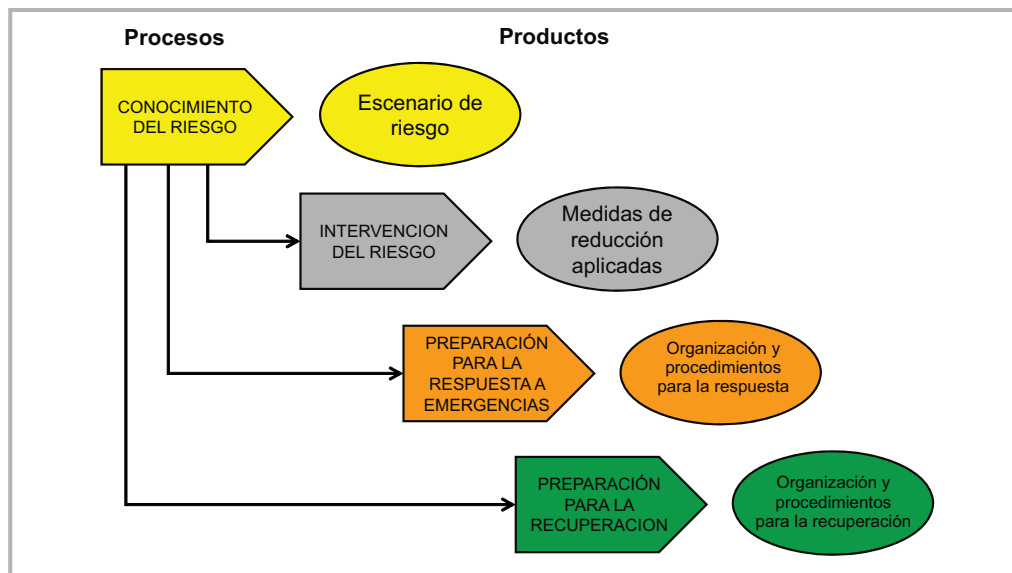 Procesos
Productos
CONOCIMIENTO
DEL RIESGO
Escenario de
riesgo
INTERVENCION
DEL RIESGO
Medidas de
reducción
aplicadas
PREPARACIÓN
PARA LA
RESPUESTA A
EMERGENCIAS
Organización y
procedimientos
para la respuesta
PREPARACIÓN
PARA LA
RECUPERACION
Organización y
procedimientos
para la recuperación